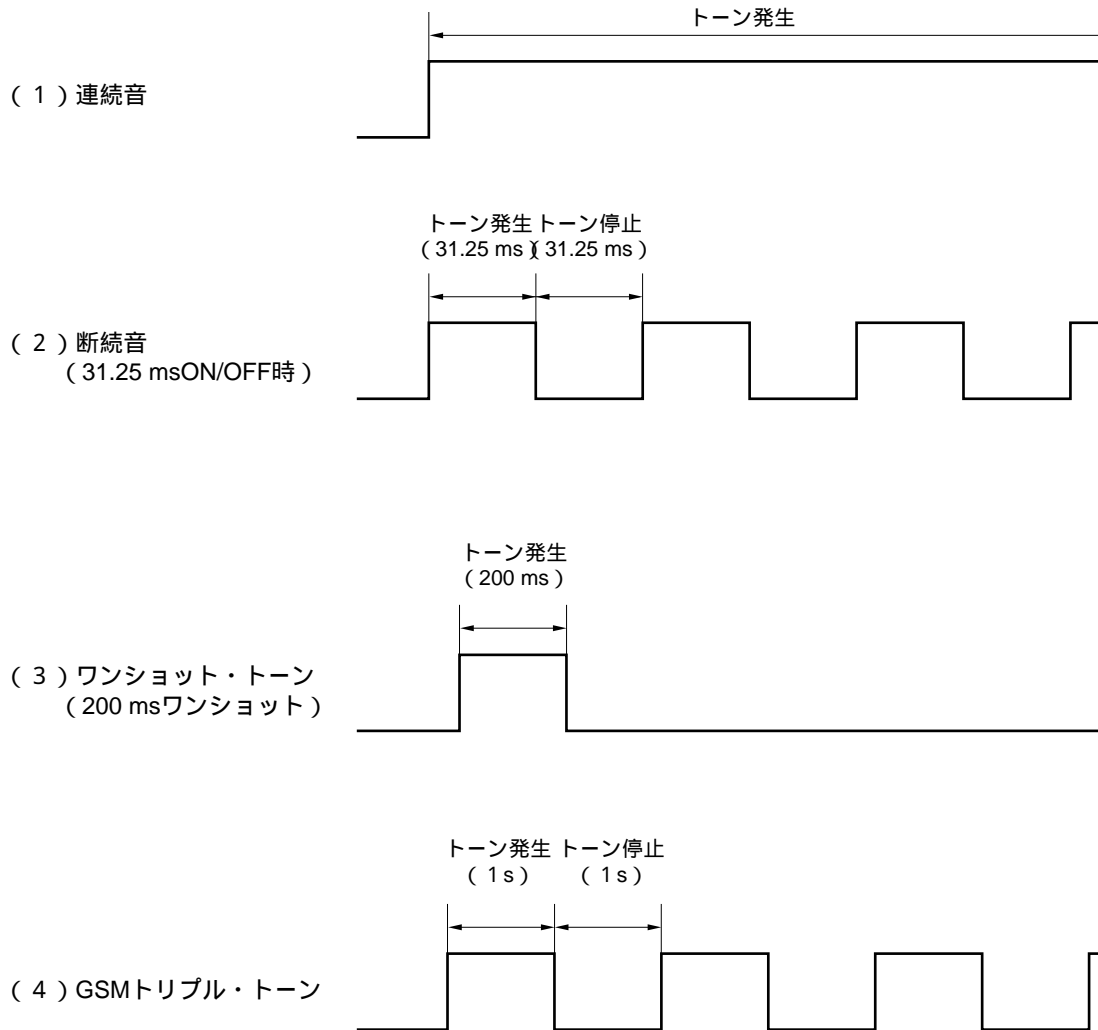 トーン発生
（1）連続音
トーン発生 トーン停止
（31.25 ms）（31.25 ms）
（2）断続音
（31.25 msON/OFF時）
トーン発生
（200 ms）
（3）ワンショット・トーン
（200 msワンショット）
トーン発生 トーン停止
（1 s）（1 s）
（4）GSMトリプル・トーン